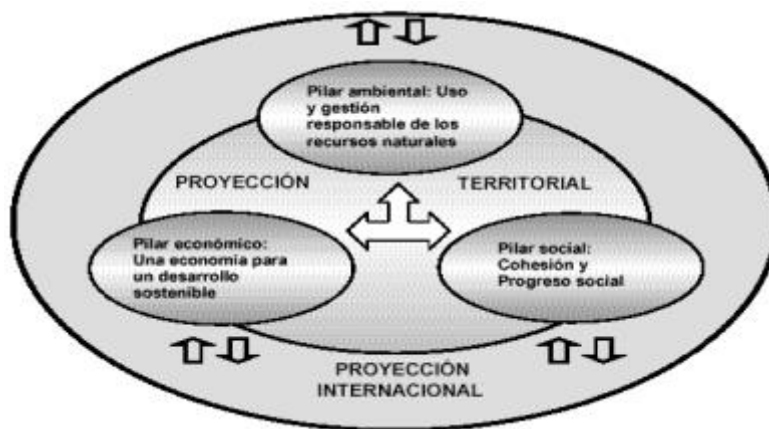 Pilar ambiental: Uso
y gestión
responsable de los
recursos naturales
PROYECCIÓN
TERRITORIAL
Pilar económico:
Una economía para
un desarrollo
sostenible
Pilar social:
Cohesión y
Progreso social
PROYECCIÓN
INTERNACIONAL